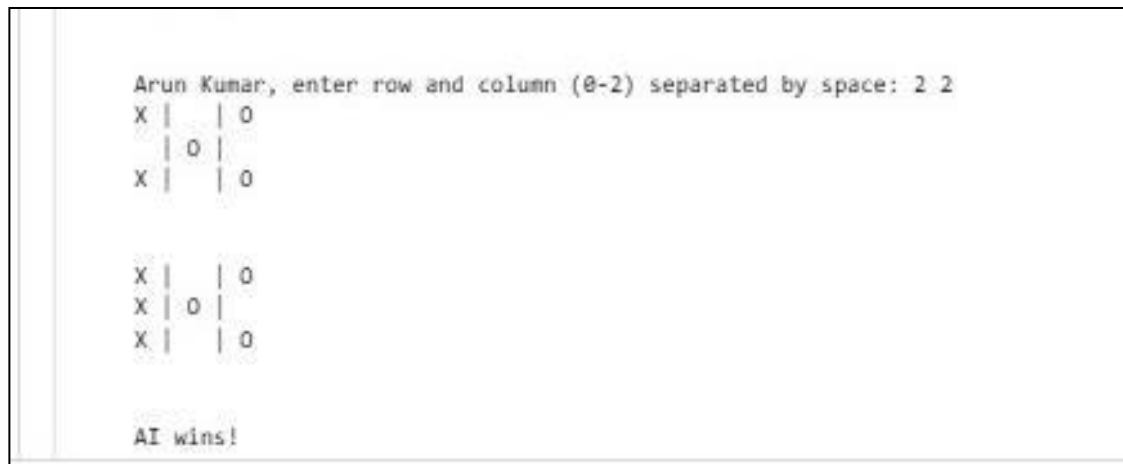 Arun Kumar, enter row and column (0-2) separated by space: 2 2
X |   | O
  | O |
X |   | O
X |   | O
X | O |
X |   | O
AI wins!